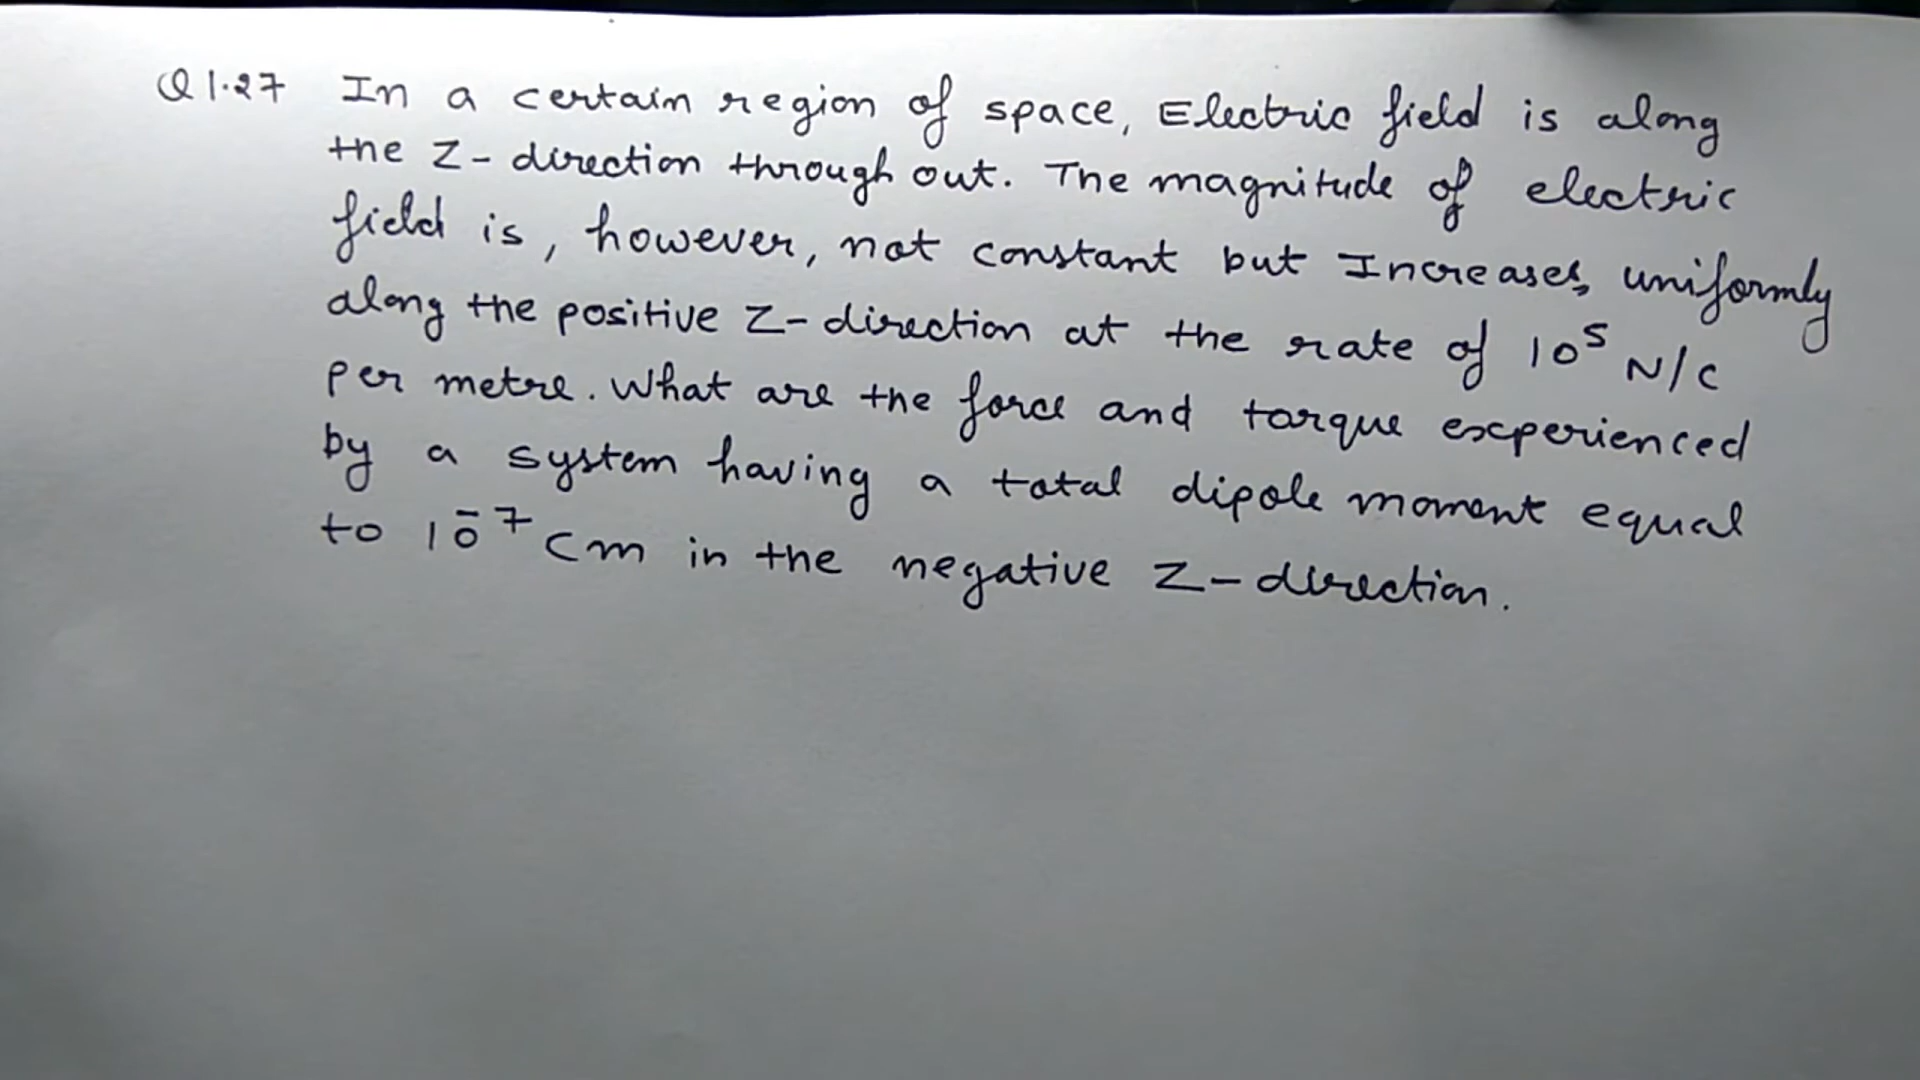 Q1.27 In a certain region of space, Electric field is along
the Z-direction through out. The magnitude of electric
field is, however, not constant but Increases, uniformly
along the positive Z-direction at the rate of 10⁵ N/C
per metre. What are the force and torque experienced
by a system having a total dipole moment equal
to 10⁻⁷ Cm in the negative Z-direction.